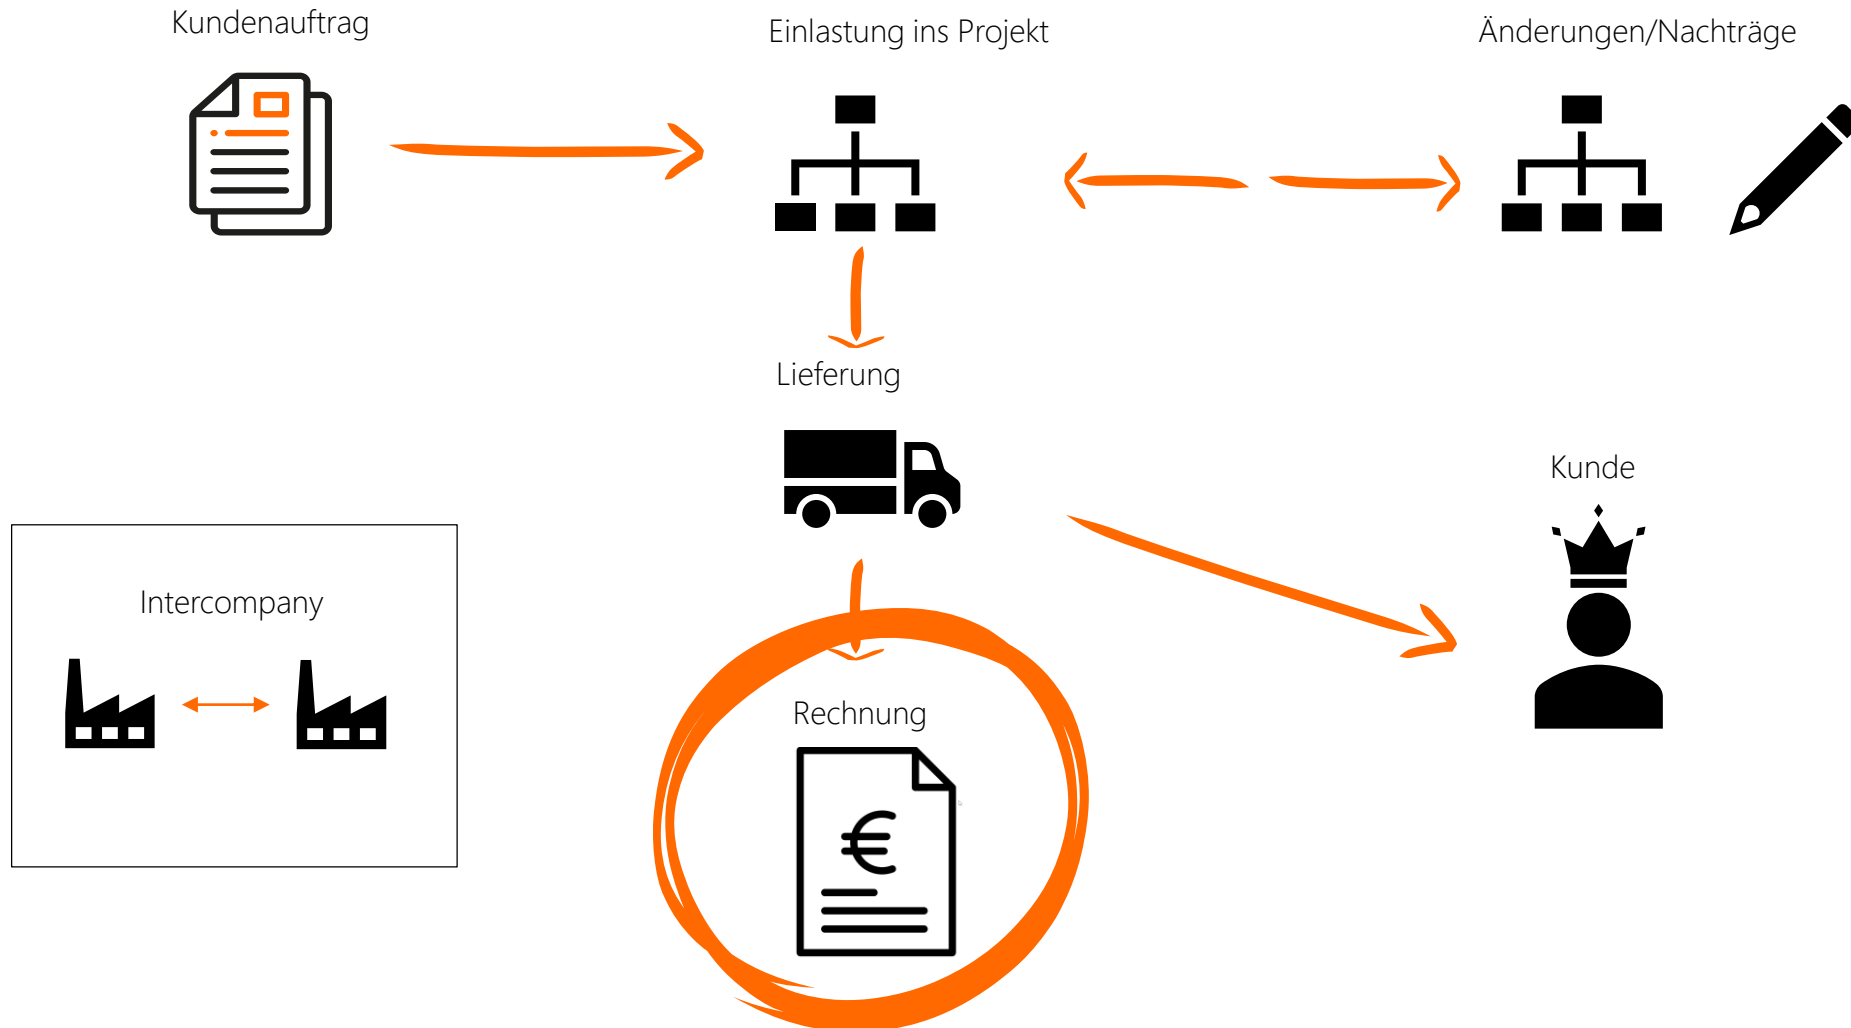 Kundenauftrag
Einlastung ins Projekt
Änderungen/Nachträge
Lieferung
Kunde
Intercompany
Rechnung
€